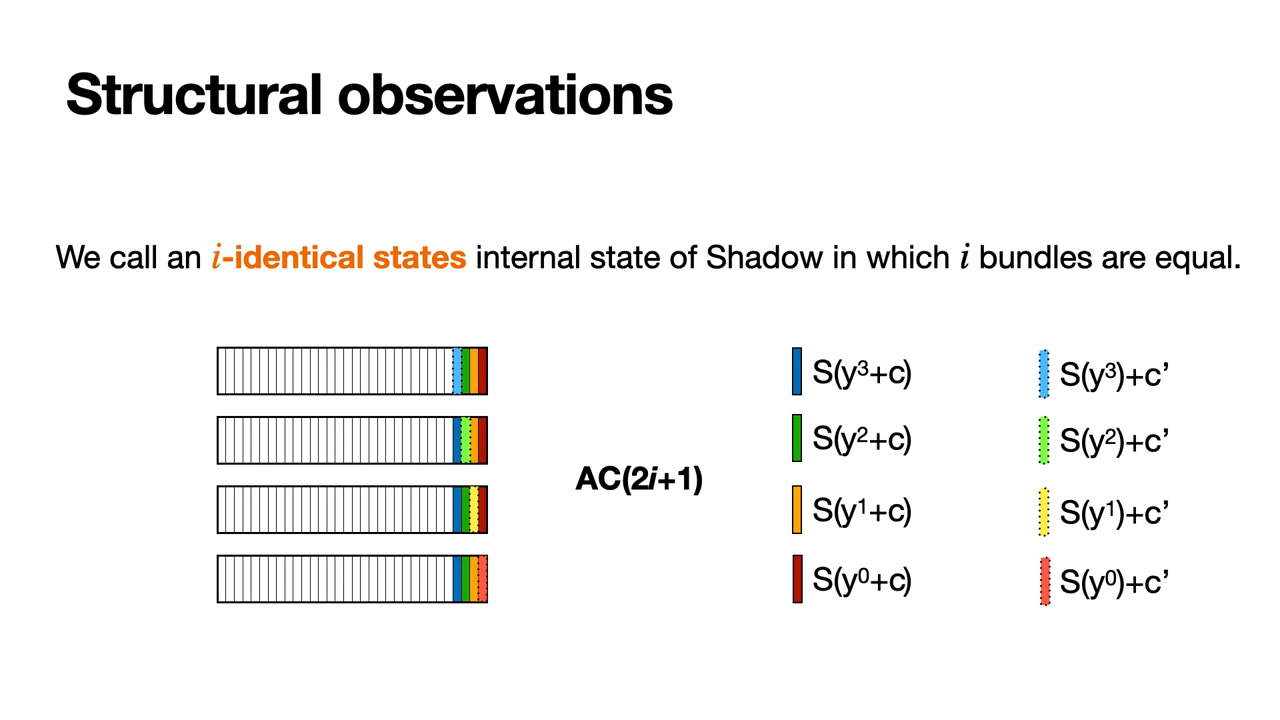 Structural observations
We call an i-identical states internal state of Shadow in which i bundles are equal.
S(y³+c) S(y³)+c’
S(y²+c) S(y²)+c’
AC(2i+1)
S(y¹+c) S(y¹)+c’
S(y⁰+c) S(y⁰)+c’